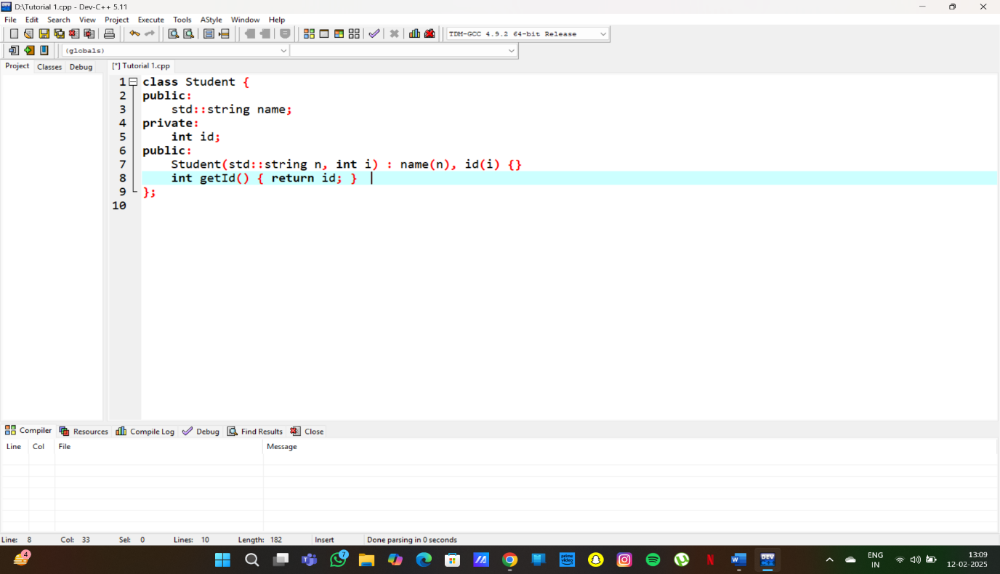 D:\Tutorial 1.cpp - Dev-C++ 5.11
File Edit Search View Project Execute Tools AStyle Window Help
TDM-GCC 4.9.2 64-bit Release
(globals)
Project Classes Debug [*] Tutorial 1.cpp
1 class Student {
2 public:
3     std::string name;
4 private:
5     int id;
6 public:
7     Student(std::string n, int i) : name(n), id(i) {}
8     int getId() { return id; }
9 };
10
Compiler Resources Compile Log Debug Find Results Close
Line Col File Message
Line: 8 Col: 33 Sel: 0 Lines: 10 Length: 182 Insert Done parsing in 0 seconds
4
7
prime video
N
W
DEV
ENG
IN
13:09
12-02-2025